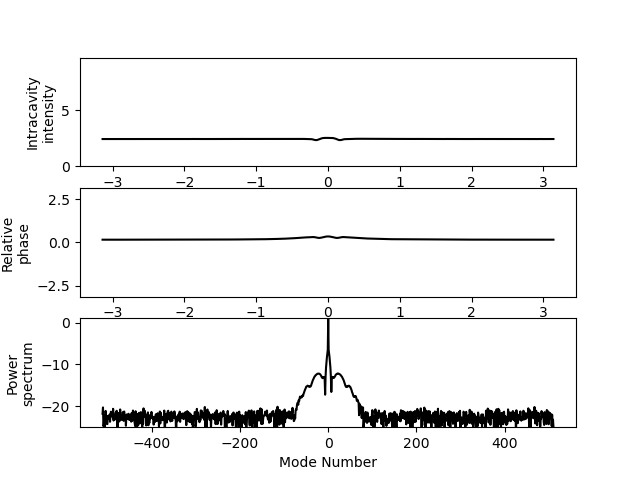 Intracavity
intensity
5
0
−3 −2 −1 0 1 2 3
Relative
phase
2.5
0.0
−2.5
−3 −2 −1 0 1 2 3
Power
spectrum
0
−10
−20
−400 −200 0 200 400
Mode Number